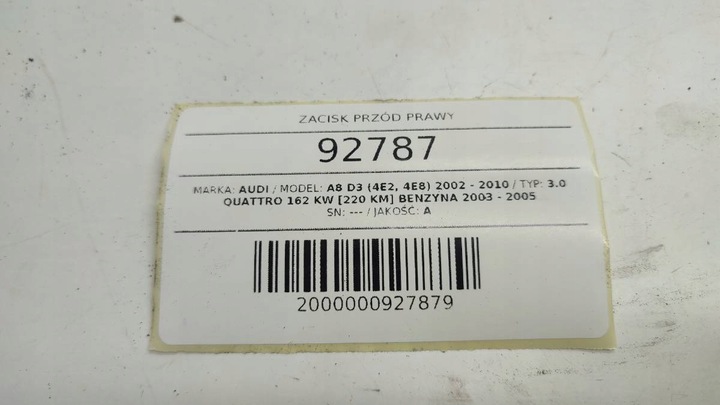 ZACISK PRZÓD PRAWY
92787
MARKA: AUDI / MODEL: A8 D3 (4E2, 4E8) 2002 - 2010 / TYP: 3.0
QUATTRO 162 KW [220 KM] BENZYNA 2003 - 2005
SN: --- / JAKOŚĆ: A
2000000927879